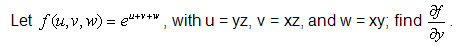 Let f(u,v,w) = e^{u+v+w}, with u = yz, v = xz, and w = xy; find ∂f/∂y.